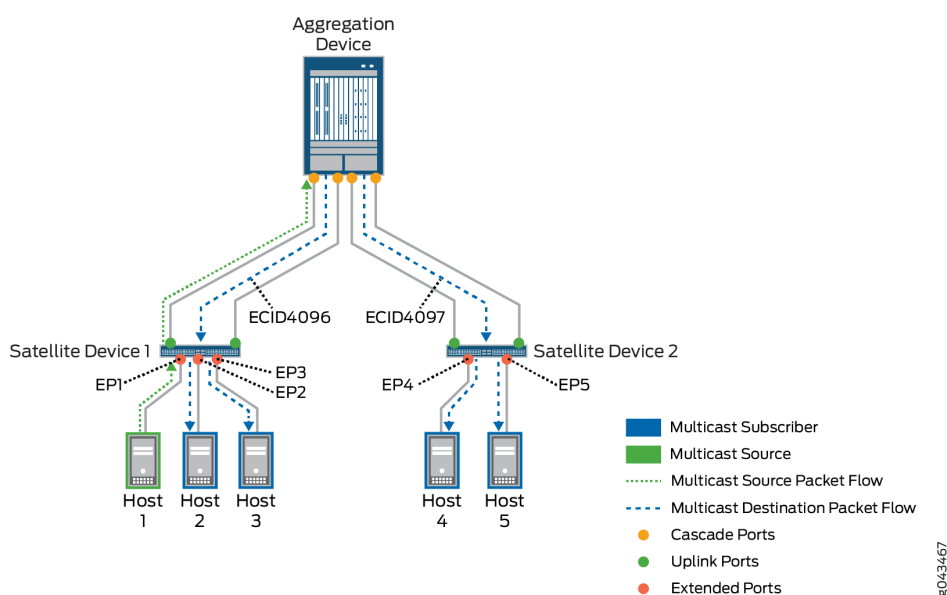 Aggregation
Device
ECID4096
ECID4097
Satellite Device 1
Satellite Device 2
EP1
EP3
EP2
EP4
EP5
Host
1
Host
2
Host
3
Host
4
Host
5
Multicast Subscriber
Multicast Source
Multicast Source Packet Flow
Multicast Destination Packet Flow
Cascade Ports
Uplink Ports
Extended Ports
g043467